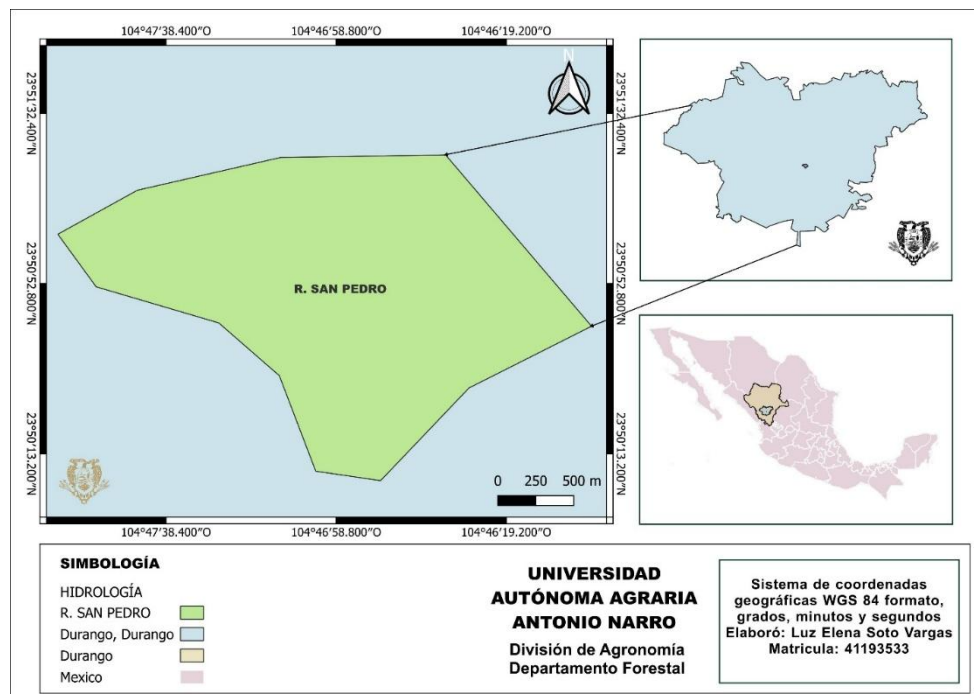 104°47'38.400"O
104°46'58.800"O
104°46'19.200"O
23°51'32.400"N
23°50'52.800"N
23°50'13.200"N
23°51'32.400"N
23°50'52.800"N
23°50'13.200"N
N
R. SAN PEDRO
0 250 500 m
104°47'38.400"O
104°46'58.800"O
104°46'19.200"O
SIMBOLOGÍA
HIDROLOGÍA
R. SAN PEDRO
Durango, Durango
Durango
Mexico
UNIVERSIDAD
AUTÓNOMA AGRARIA
ANTONIO NARRO
División de Agronomía
Departamento Forestal
Sistema de coordenadas
geográficas WGS 84 formato,
grados, minutos y segundos
Elaboró: Luz Elena Soto Vargas
Matricula: 41193533